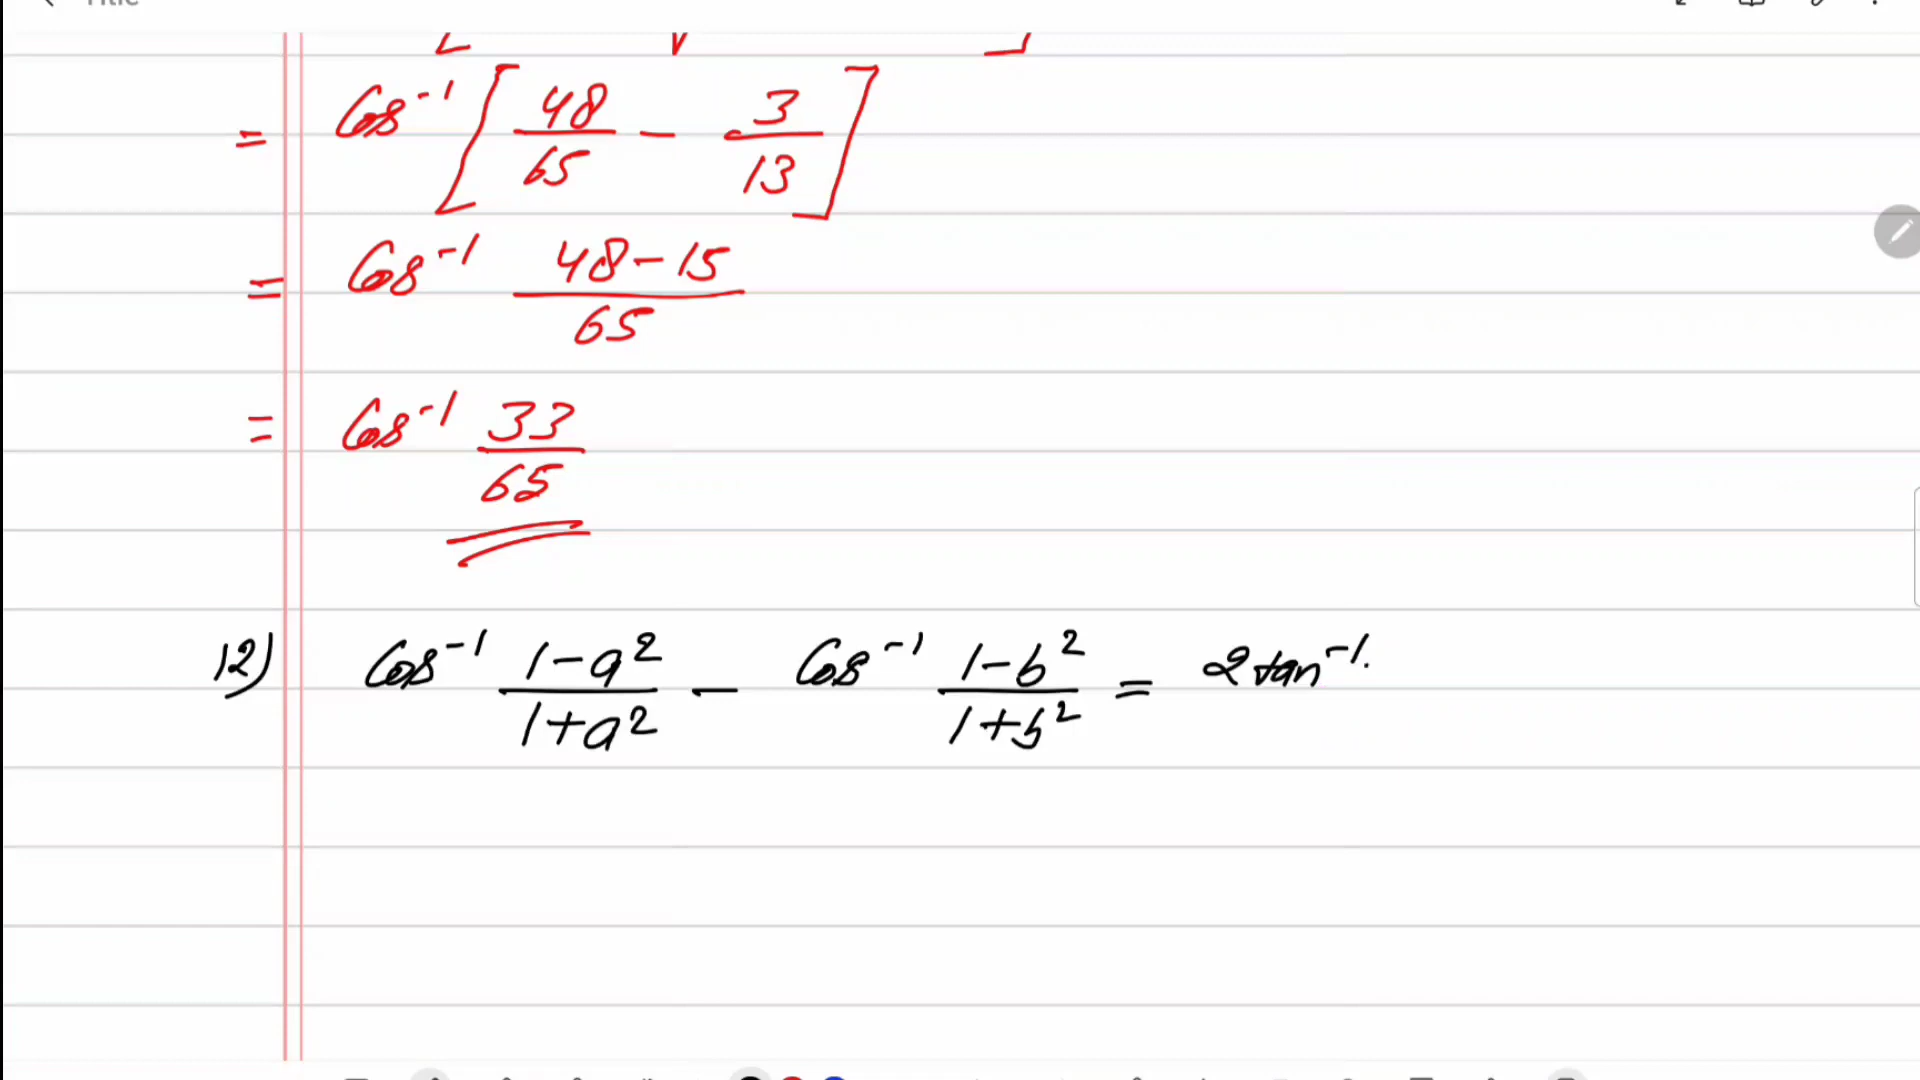 Title
= Cos⁻¹ [ 48/65 - 3/13 ]
= Cos⁻¹ (48-15)/65
= Cos⁻¹ 33/65
12) Cos⁻¹ (1-a²)/(1+a²) - Cos⁻¹ (1-b²)/(1+b²) = 2tan⁻¹.